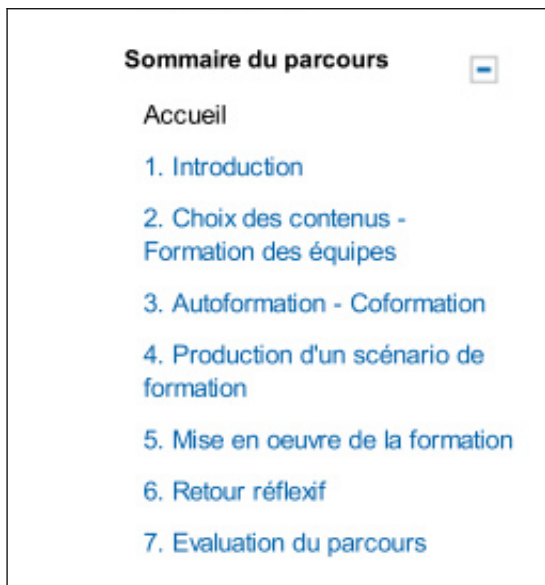 Sommaire du parcours
Accueil
1. Introduction
2. Choix des contenus -
Formation des équipes
3. Autoformation - Coformation
4. Production d'un scénario de
formation
5. Mise en oeuvre de la formation
6. Retour réflexif
7. Evaluation du parcours